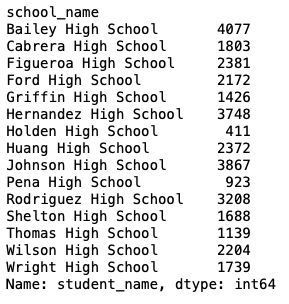 school_name
Bailey High School       4077
Cabrera High School      1803
Figueroa High School     2381
Ford High School         2172
Griffin High School      1426
Hernandez High School    3748
Holden High School        411
Huang High School        2372
Johnson High School      3867
Pena High School          923
Rodriguez High School    3208
Shelton High School      1688
Thomas High School       1139
Wilson High School       2204
Wright High School       1739
Name: student_name, dtype: int64